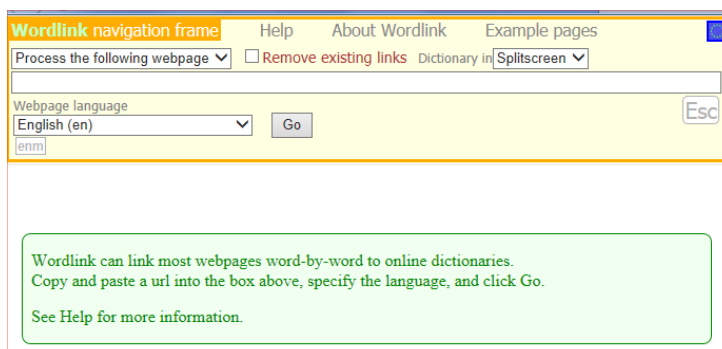 Wordlink navigation frame Help About Wordlink Example pages
Process the following webpage Remove existing links Dictionary in Splitscreen
Webpage language
Esc
English (en) Go
enm
Wordlink can link most webpages word-by-word to online dictionaries.
Copy and paste a url into the box above, specify the language, and click Go.
See Help for more information.